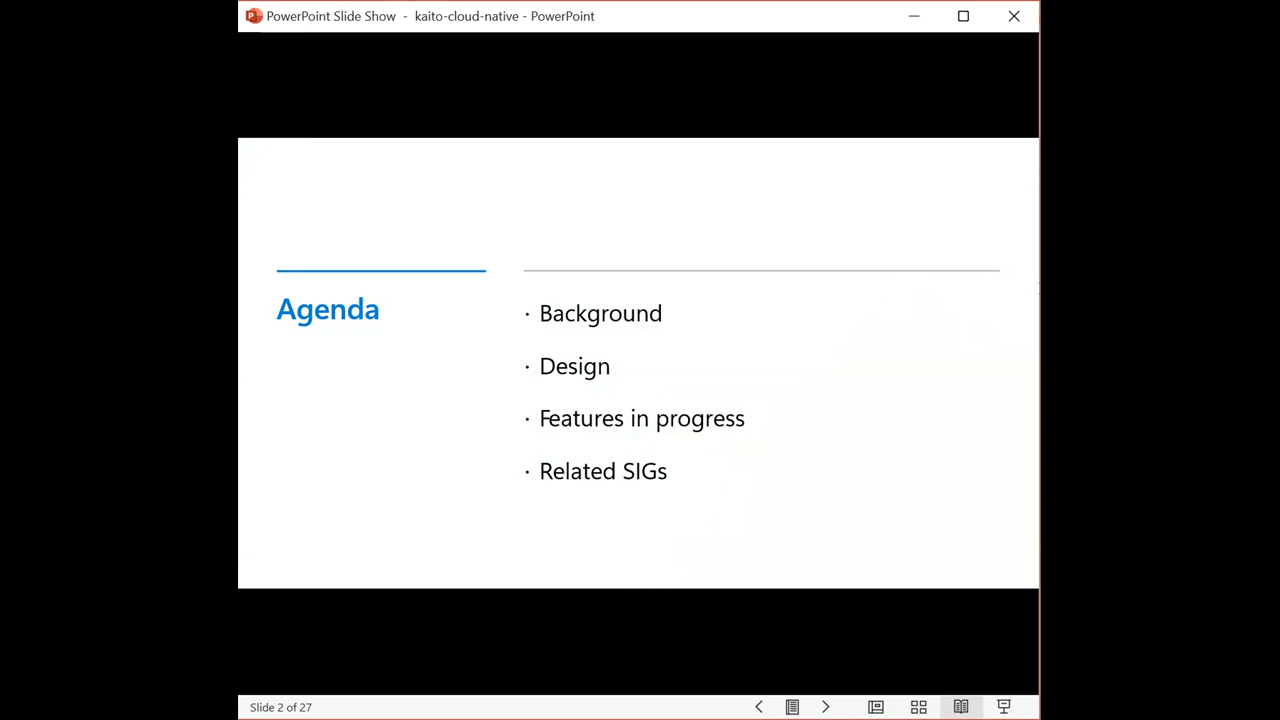 PowerPoint Slide Show - kaito-cloud-native - PowerPoint
Agenda
· Background
· Design
· Features in progress
· Related SIGs
Slide 2 of 27